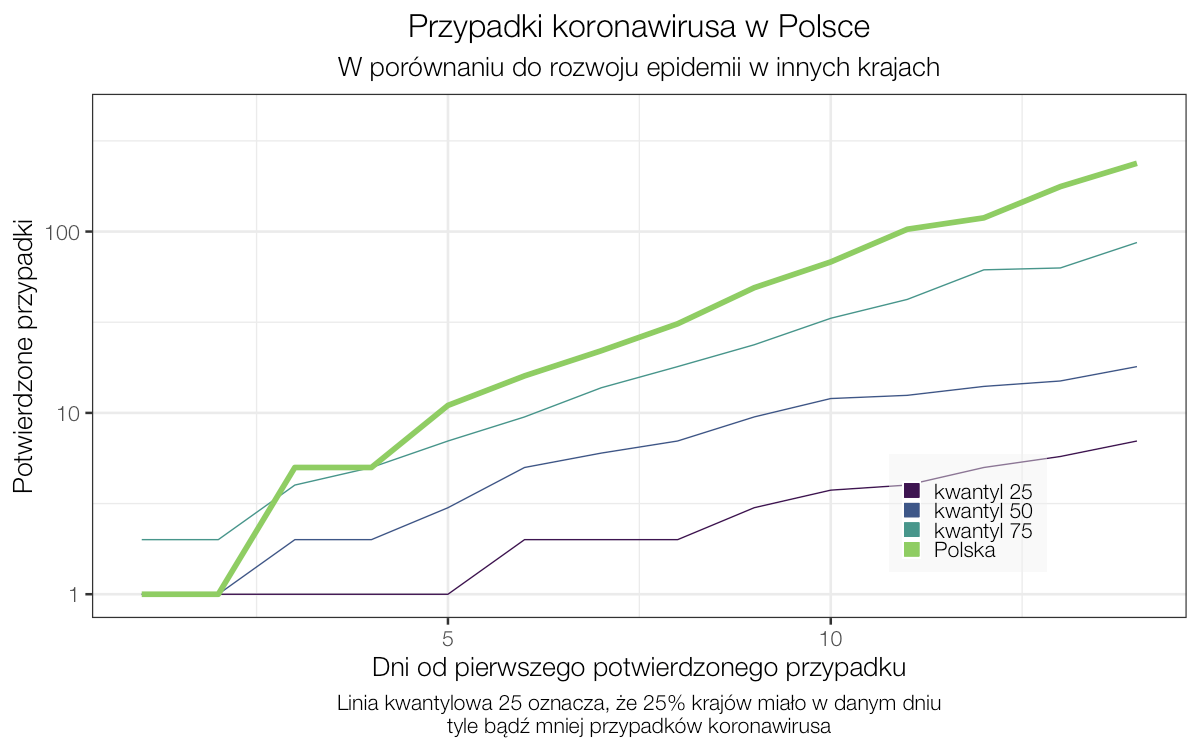 Przypadki koronawirusa w Polsce
W porównaniu do rozwoju epidemii w innych krajach
Potwierdzone przypadki
100
10
1
kwantyl 25
kwantyl 50
kwantyl 75
Polska
5
10
Dni od pierwszego potwierdzonego przypadku
Linia kwantylowa 25 oznacza, że 25% krajów miało w danym dniu
tyle bądź mniej przypadków koronawirusa